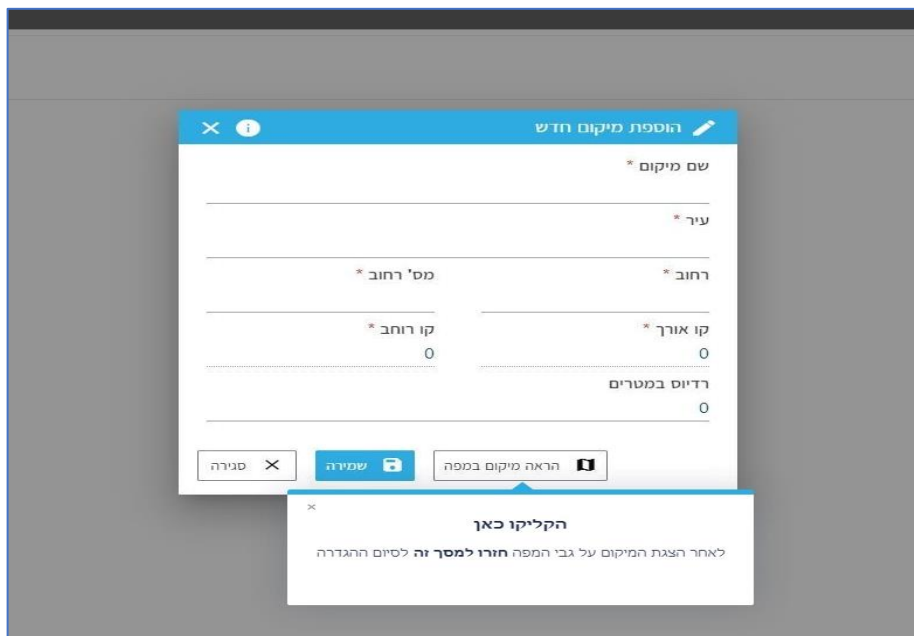 הוספת מיקום חדש
שם מיקום *
עיר *
רחוב * מס' רחוב *
קו אורך * קו רוחב *
0 0
רדיוס במטרים
0
הראה מיקום במפה שמירה סגירה
הקליקו כאן
לאחר הצגת המיקום על גבי המפה חזרו למסך זה לסיום ההגדרה